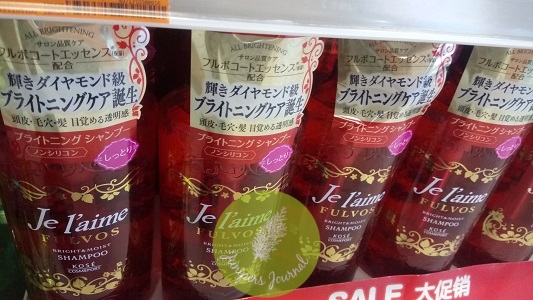 ALL BRIGHTENING
サロン品質ケア
フルボコートエッセンス
配合
輝きダイヤモンド級
ブライトニングケア誕生
頭皮・毛穴・髪 目覚める透明感
ブライトニング シャンプー
ノンシリコン
しっとり
Je l'aime
FULVOS
BRIGHT&MOIST
SHAMPOO
KOSÉ
COSMEPORT
SALE 大促销